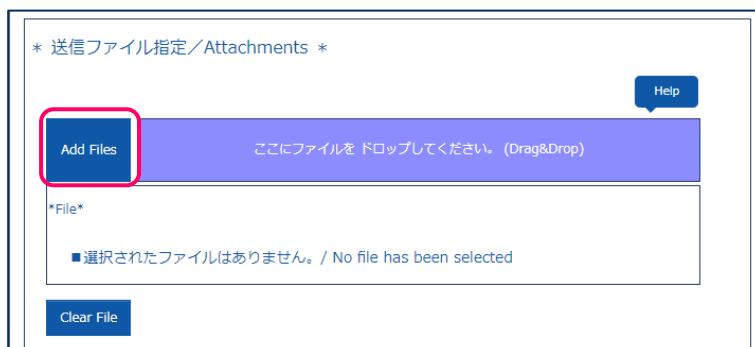 * 送信ファイル指定／Attachments *
Help
Add Files
ここにファイルを ドロップしてください。 (Drag&Drop)
*File*
■選択されたファイルはありません。/ No file has been selected
Clear File